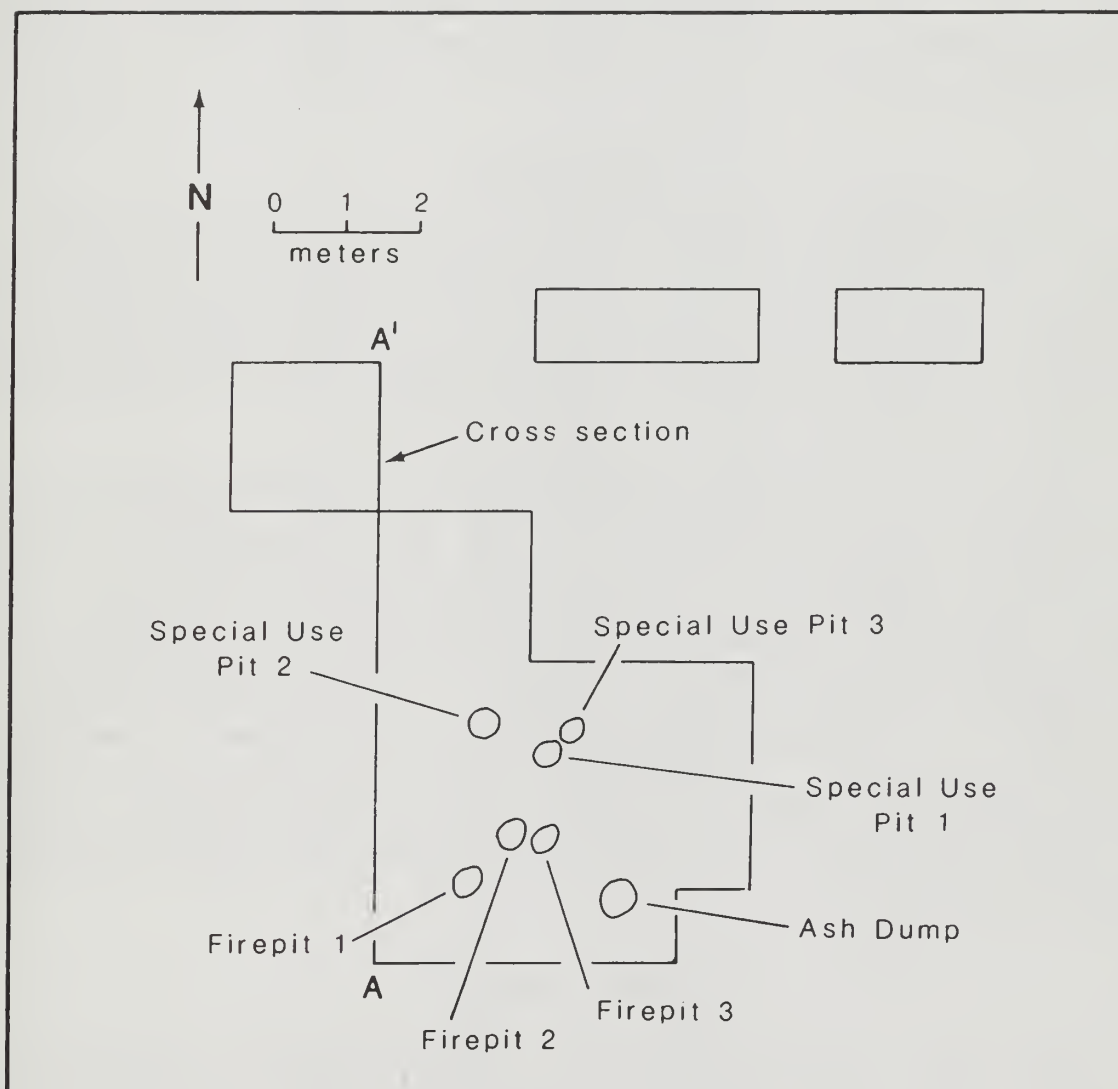 N
0 1 2
meters
A'
Cross section
Special Use
Pit 2
Special Use Pit 3
Special Use
Pit 1
Firepit 1
Ash Dump
A
Firepit 2
Firepit 3